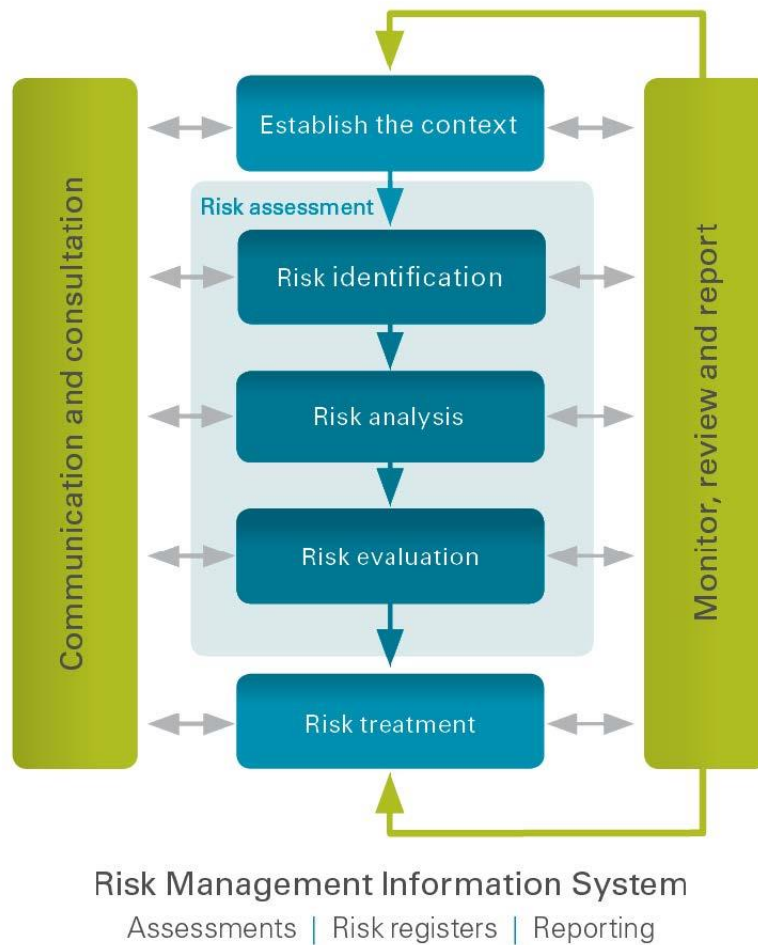 Establish the context
Risk assessment
Risk identification
Risk analysis
Risk evaluation
Risk treatment
Communication and consultation
Monitor, review and report
Risk Management Information System
Assessments | Risk registers | Reporting